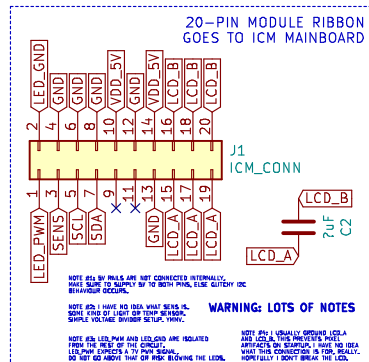 20-PIN MODULE RIBBON
GOES TO ICM MAINBOARD
LED_GND
GND
GND
GND
VDD_5V
GND
VDD_5V
LCD_B
LCD_B
LCD_B
2
4
6
8
10
12
14
16
18
20
J1
ICM_CONN
1
3
5
7
9
11
13
15
17
19
LED_PWM
SENS
SCL
SDA
GND
LCD_A
LCD_A
LCD_A
LCD_B
?uF
C2
LCD_A
NOTE #1: 5V RAILS ARE NOT CONNECTED INTERNALLY,
MAKE SURE TO SUPPLY 5V TO BOTH PINS, ELSE GLITCHY I2C
BEHAVIOUR OCCURS.
NOTE #2: I HAVE NO IDEA WHAT SENS IS.
SOME KIND OF LIGHT OR TEMP SENSOR.
SIMPLE VOLTAGE DIVIDOR SETUP. YMMV.
WARNING: LOTS OF NOTES
NOTE #3: LED_PWM AND LED_GND ARE ISOLATED
FROM THE REST OF THE CIRCUIT.
LED_PWM EXPECTS A 7V PWM SIGNAL,
DO NOT GO ABOVE THAT OR RISK BLOWING THE LEDS.
NOTE #4: I USUALLY GROUND LCD_A
AND LCD_B, THIS PREVENTS PIXEL
ARTIFACTS ON STARTUP. I HAVE NO IDEA
WHAT THIS CONNECTION IS FOR, REALLY.
HOPEFULLY I DON'T BREAK THE LCD.